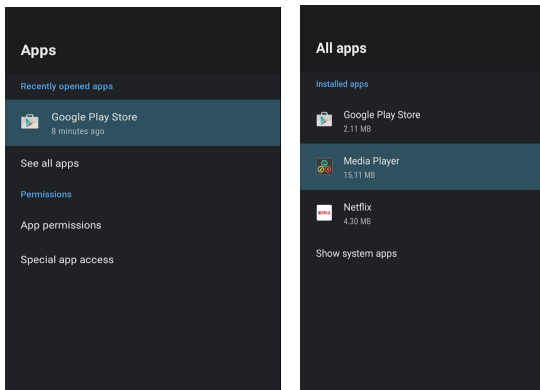 Apps
Recently opened apps
Google Play Store
8 minutes ago
See all apps
Permissions
App permissions
Special app access
All apps
Installed apps
Google Play Store
2.11 MB
Media Player
15.11 MB
NETFLIX
Netflix
4.30 MB
Show system apps